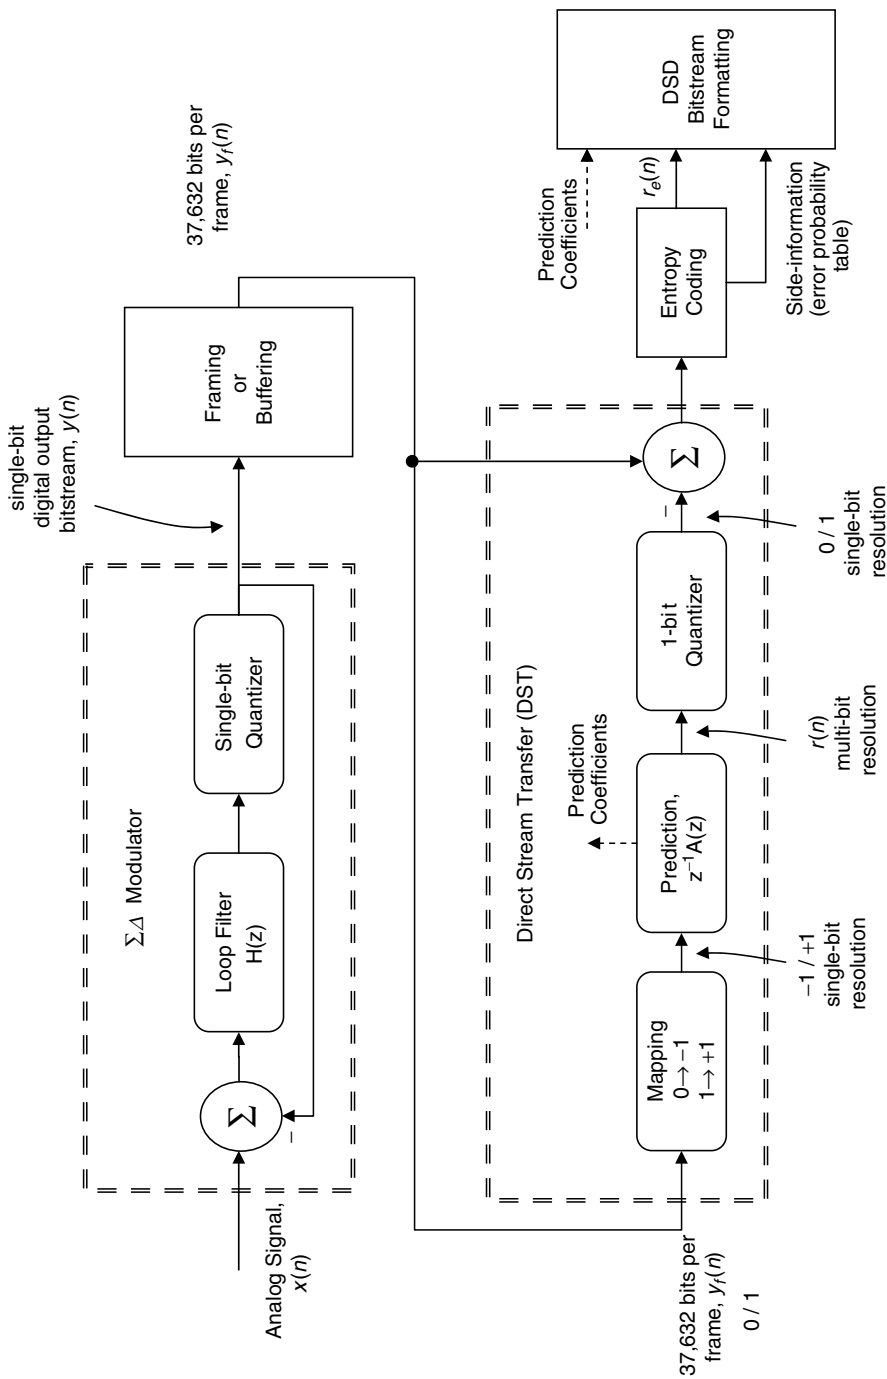 ΣΔ Modulator
Analog Signal,
x(n)
Σ
−
Loop Filter
H(z)
Single-bit
Quantizer
single-bit
digital output
bitstream, y(n)
Framing
or
Buffering
37,632 bits per
frame, y_f(n)
37,632 bits per
frame, y_f(n)
0 / 1
Direct Stream Transfer (DST)
Mapping
0→−1
1→+1
−1 / +1
single-bit
resolution
Prediction,
z⁻¹A(z)
Prediction
Coefficients
r(n)
multi-bit
resolution
1-bit
Quantizer
0 / 1
single-bit
resolution
−
Σ
Entropy
Coding
Prediction
Coefficients
r_e(n)
Side-information
(error probability
table)
DSD
Bitstream
Formatting